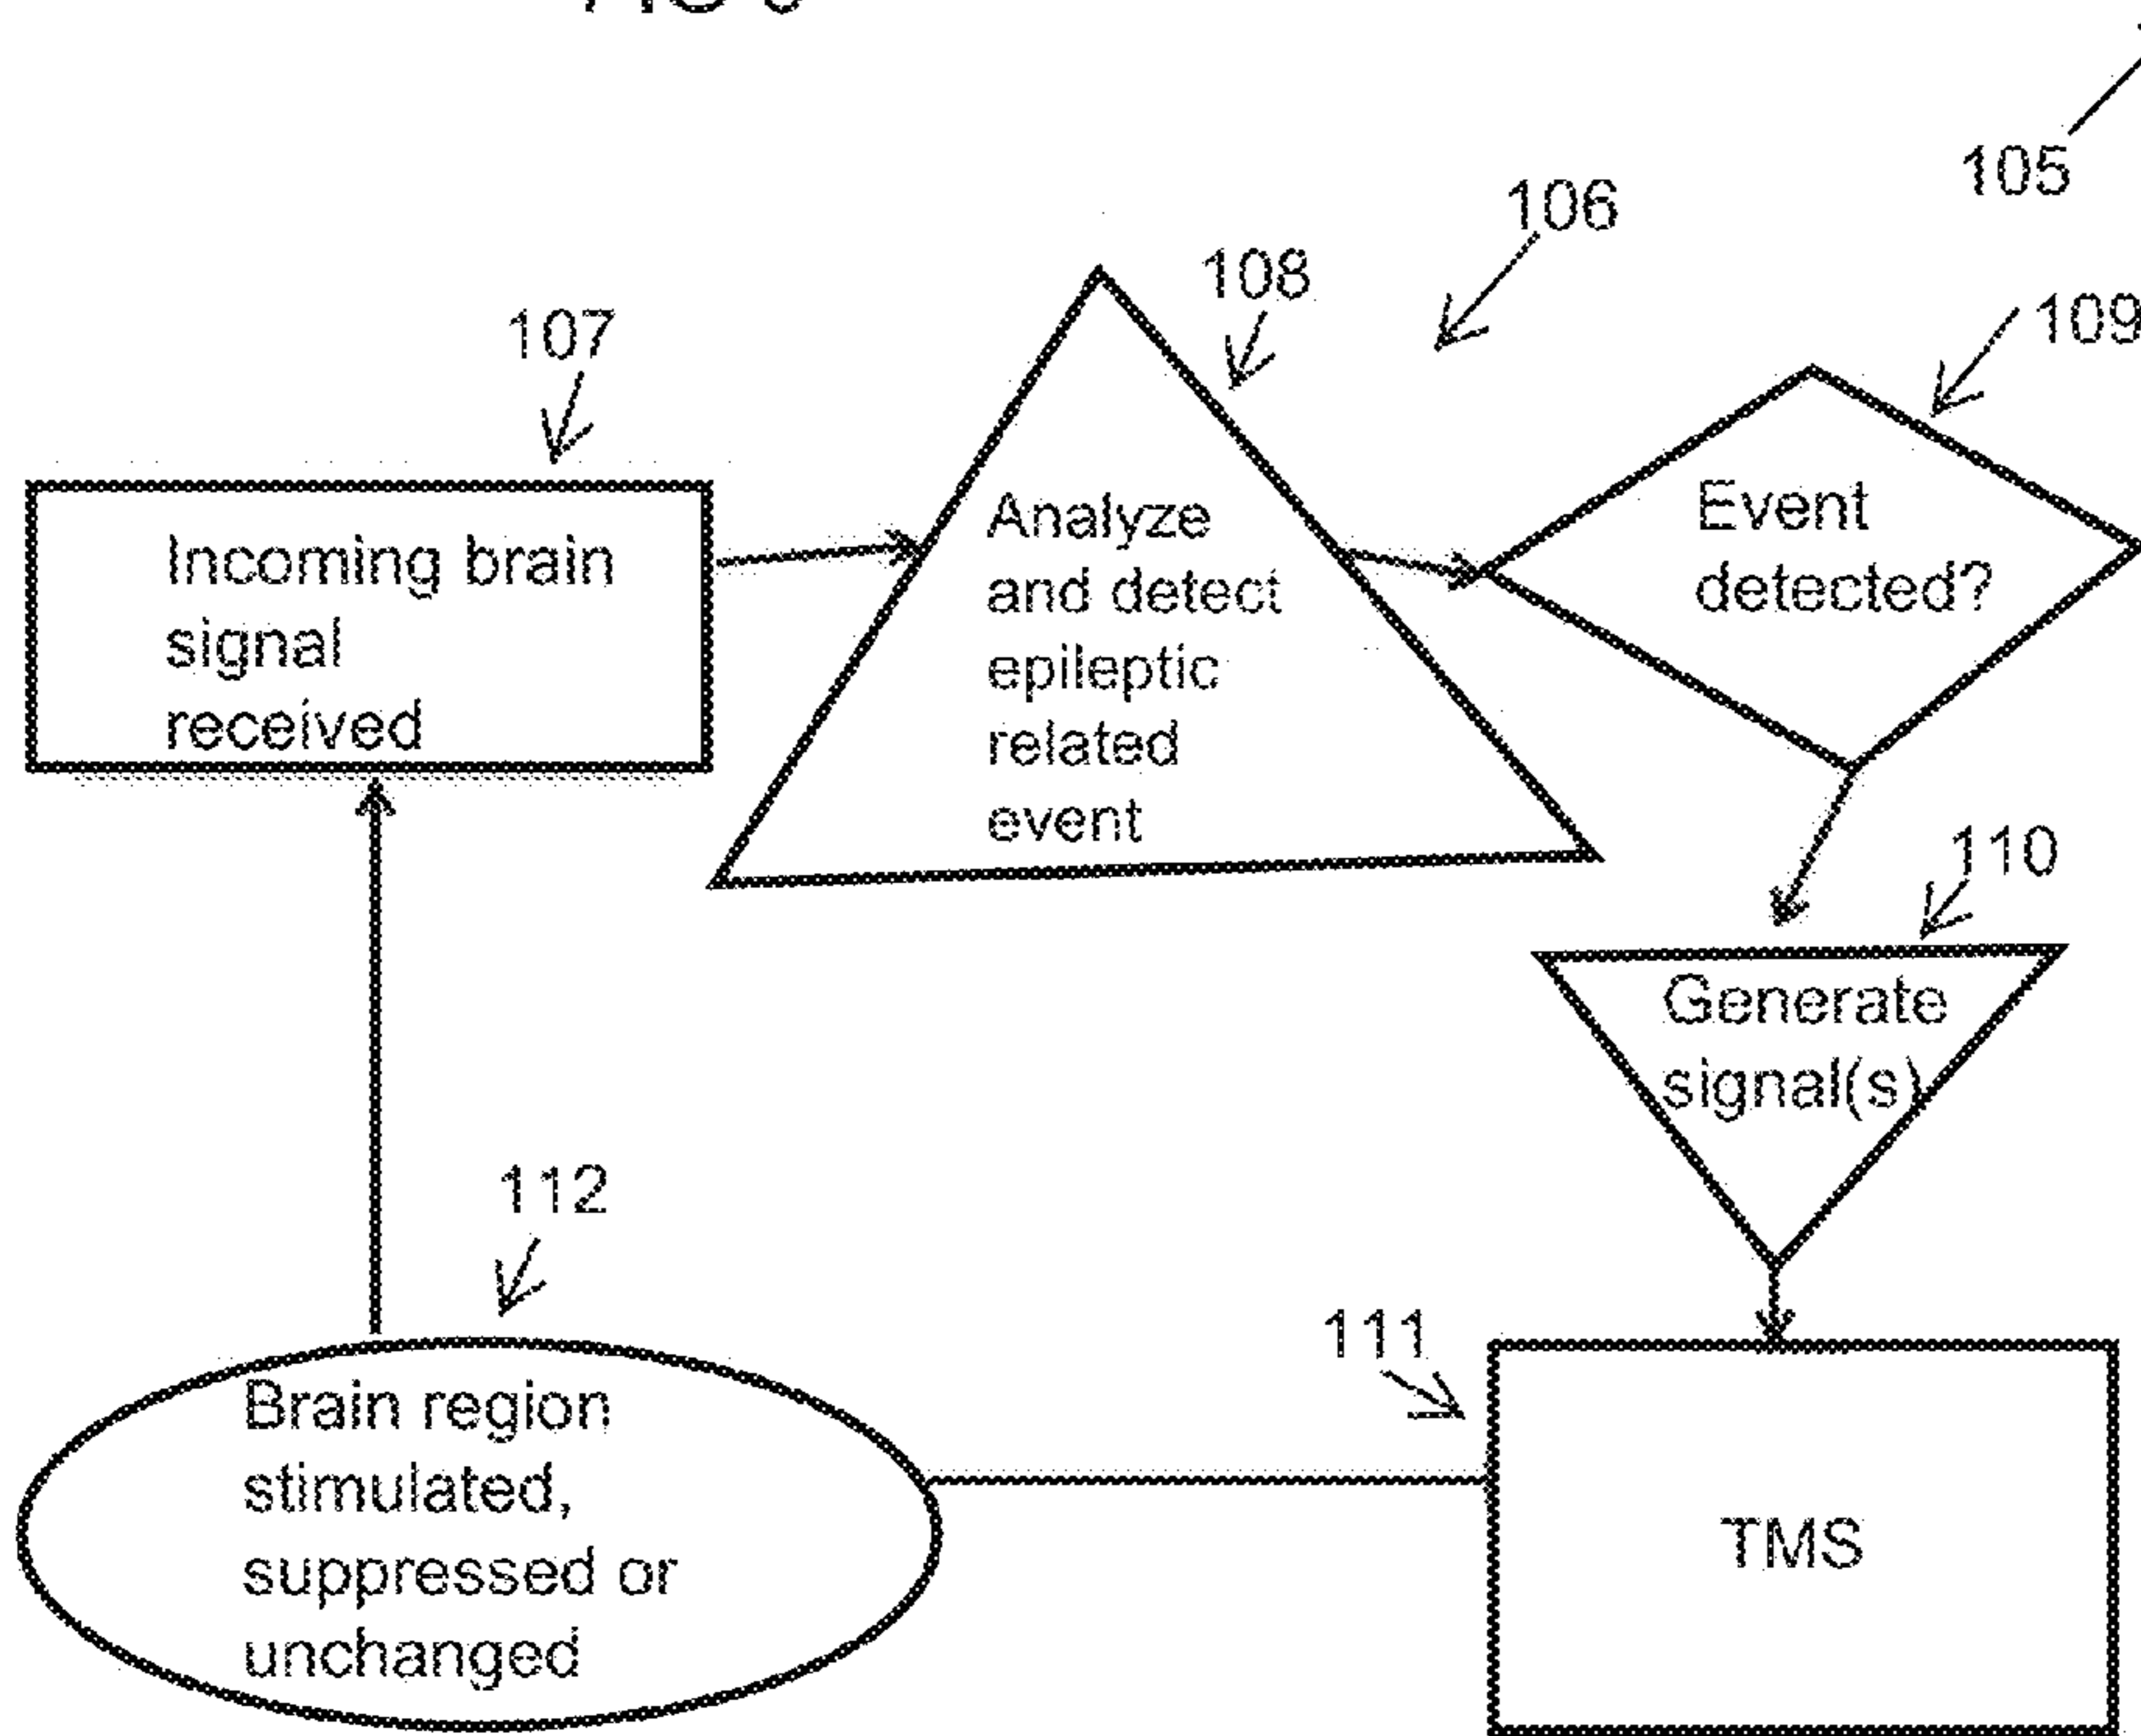 105
106
108
109
107
Incoming brain
signal
received
Analyze
and detect
epileptic
related
event
Event
detected?
110
Generate
signal(s)
112
111
Brain region
stimulated,
suppressed or
unchanged
TMS